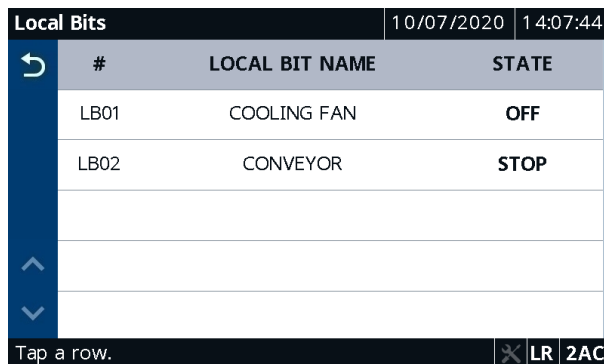 Local Bits 10/07/2020 14:07:44
# LOCAL BIT NAME STATE
LB01 COOLING FAN OFF
LB02 CONVEYOR STOP
Tap a row. LR 2AC